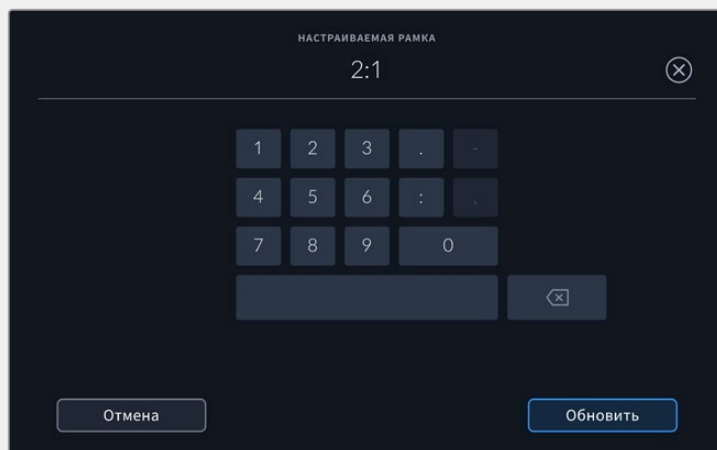 НАСТРАИВАЕМАЯ РАМКА
2:1
1 2 3 . -
4 5 6 : ,
7 8 9 0
Отмена Обновить